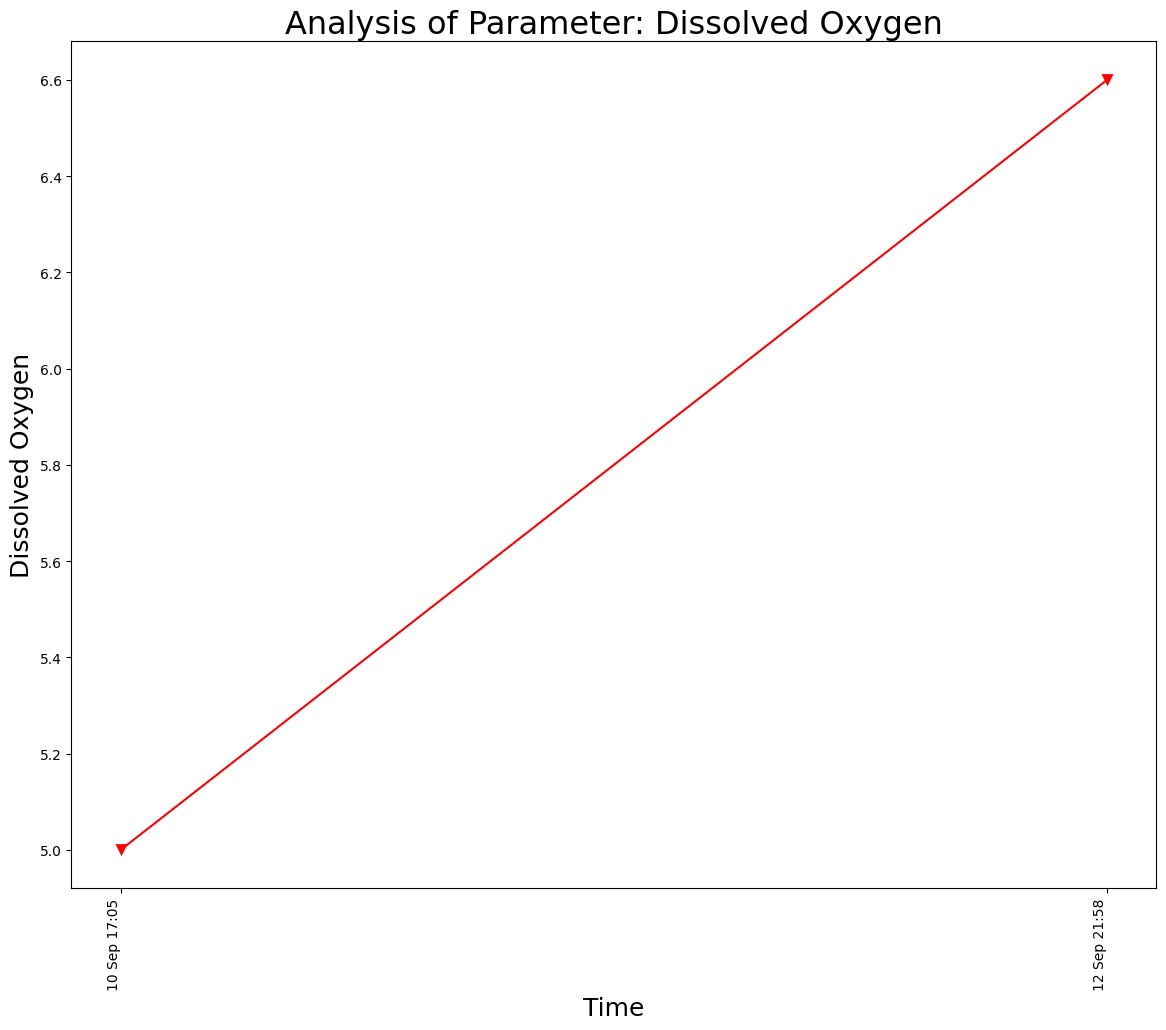 Analysis of Parameter: Dissolved Oxygen
Dissolved Oxygen
6.6
6.4
6.2
6.0
5.8
5.6
5.4
5.2
5.0
10 Sep 17:05
12 Sep 21:58
Time